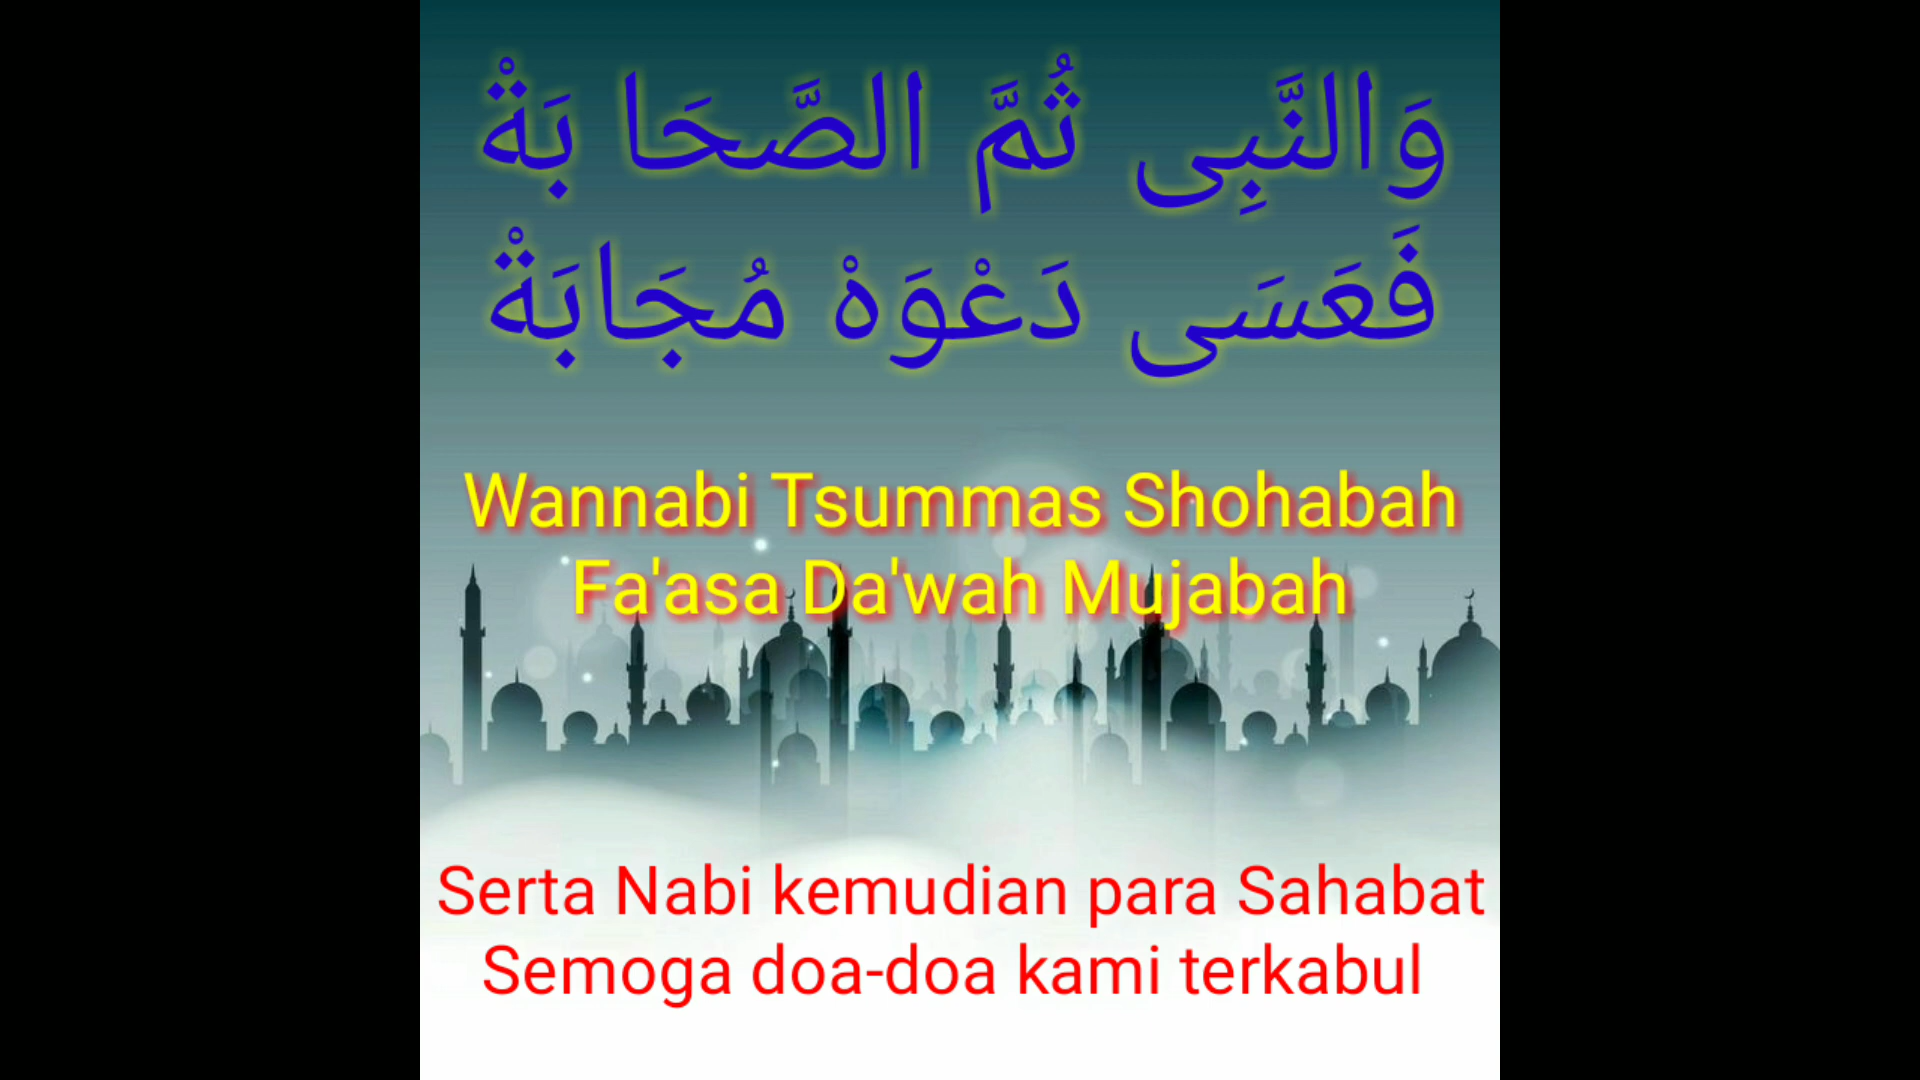 وَالنَّبِى ثُمَّ الصَّحَا بَةْ
فَعَسَى دَعْوَهْ مُجَابَةْ
Wannabi Tsummas Shohabah
Fa'asa Da'wah Mujabah
Serta Nabi kemudian para Sahabat
Semoga doa-doa kami terkabul